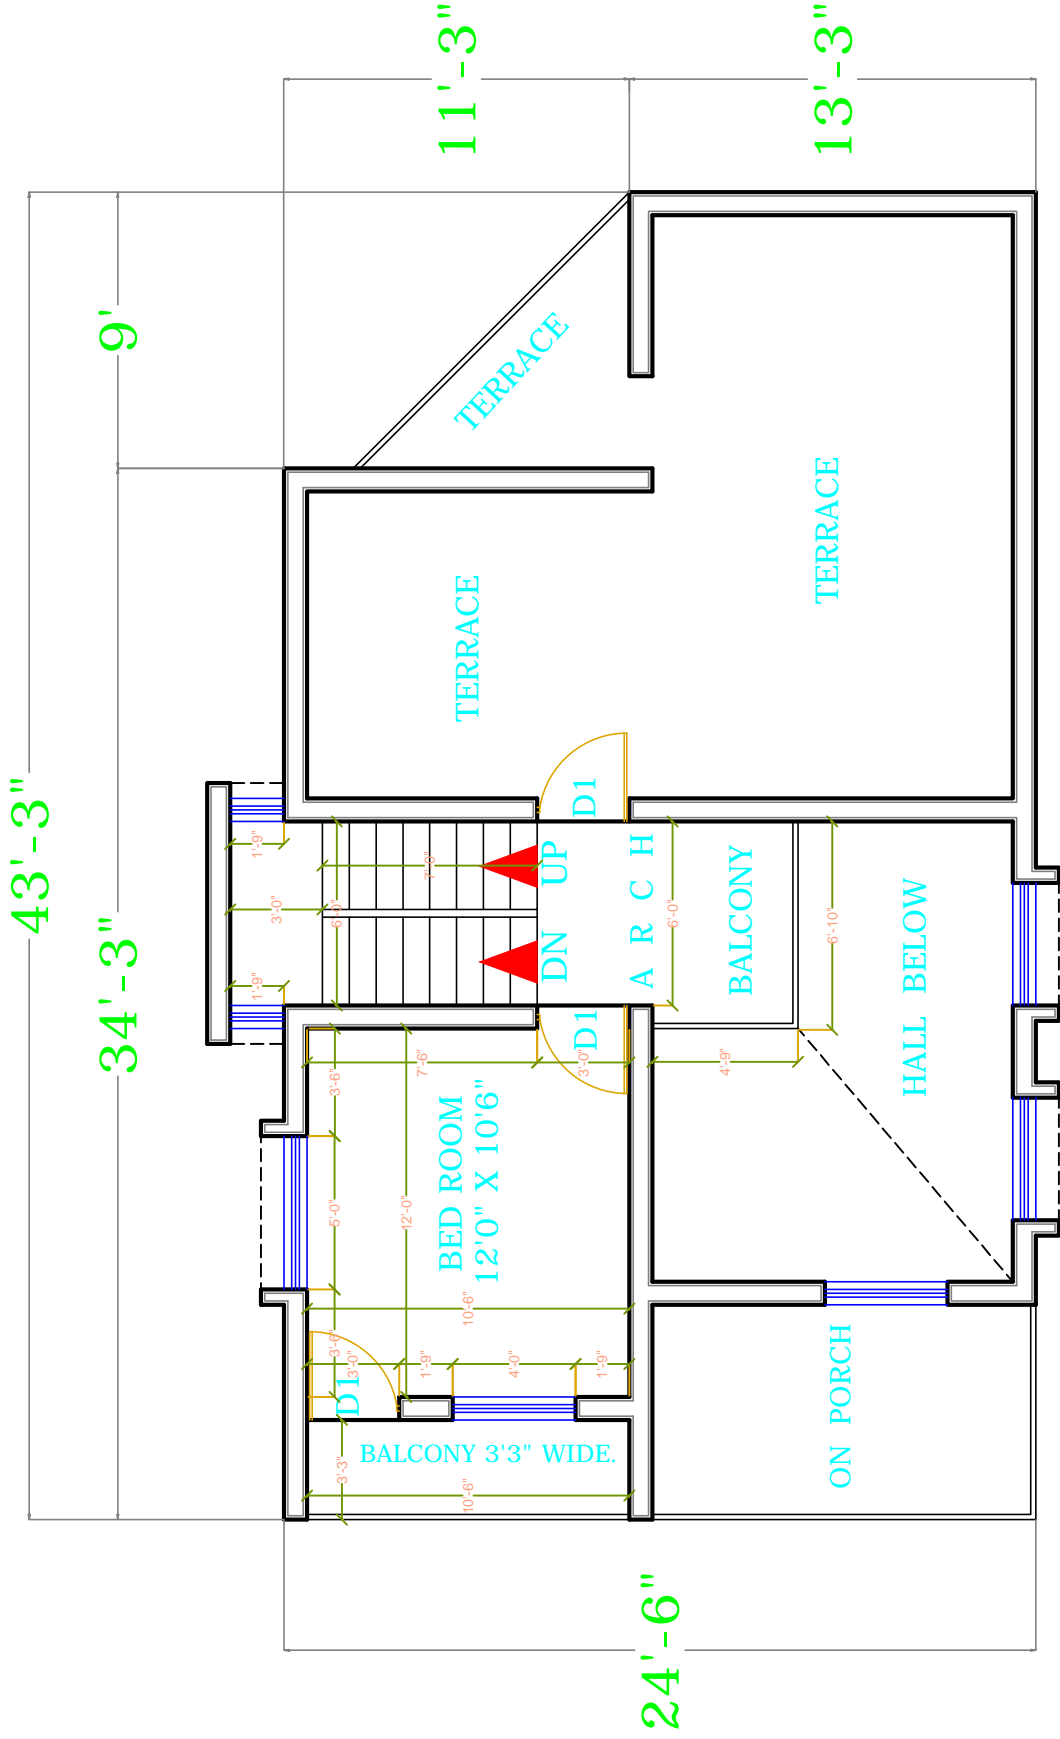 11'-3"
13'-3"
9'
43'-3"
34'-3"
24'-6"
TERRACE
TERRACE
TERRACE
D1
UP
DN
A R C H
BALCONY
HALL BELOW
D1
BED ROOM
12'0" X 10'6"
D1
BALCONY 3'3" WIDE.
ON PORCH
1'-9"
3'-0"
1'-9"
6'-0"
6'-0"
6'-10"
4'-9"
7'-6"
3'-0"
3'-6"
5'-0"
12'-0"
10'-6"
3'-6"
3'-0"
1'-9"
4'-0"
1'-9"
3'-3"
10'-6"